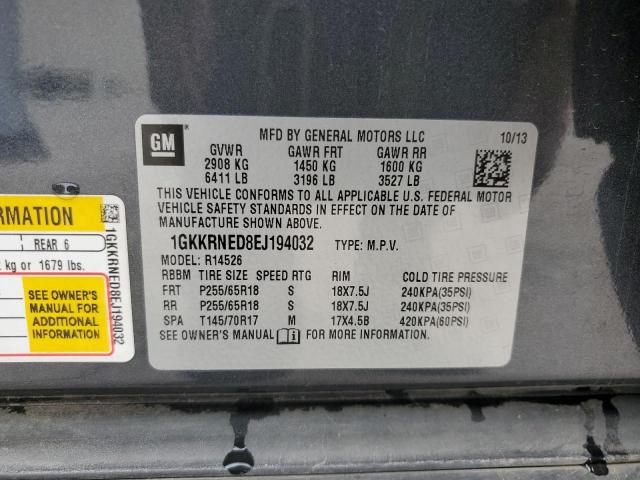 GM
MFD BY GENERAL MOTORS LLC
10/13
GVWR GAWR FRT GAWR RR
2908 KG 1450 KG 1600 KG
6411 LB 3196 LB 3527 LB
THIS VEHICLE CONFORMS TO ALL APPLICABLE U.S. FEDERAL MOTOR
VEHICLE SAFETY STANDARDS IN EFFECT ON THE DATE OF
MANUFACTURE SHOWN ABOVE.
1GKKRNED8EJ194032 TYPE: M.P.V.
MODEL: R14526
RBBM TIRE SIZE SPEED RTG RIM COLD TIRE PRESSURE
FRT P255/65R18 S 18X7.5J 240KPA(35PSI)
RR P255/65R18 S 18X7.5J 240KPA(35PSI)
SPA T145/70R17 M 17X4.5B 420KPA(60PSI)
SEE OWNER'S MANUAL FOR MORE INFORMATION.
REAR 6
kg or 1679 lbs.
SEE OWNER'S
MANUAL FOR
ADDITIONAL
INFORMATION
1GKKRNED8EJ194032